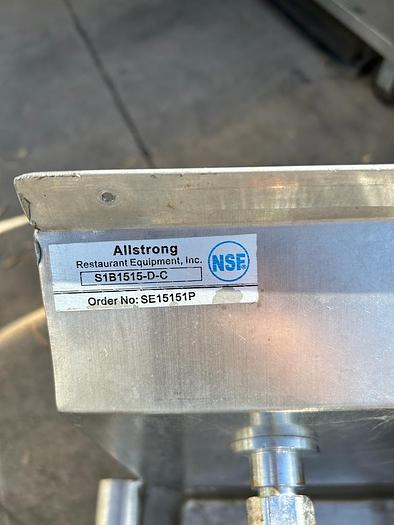 Allstrong
Restaurant Equipment, Inc.
S1B1515-D-C
NSF
Order No: SE15151P